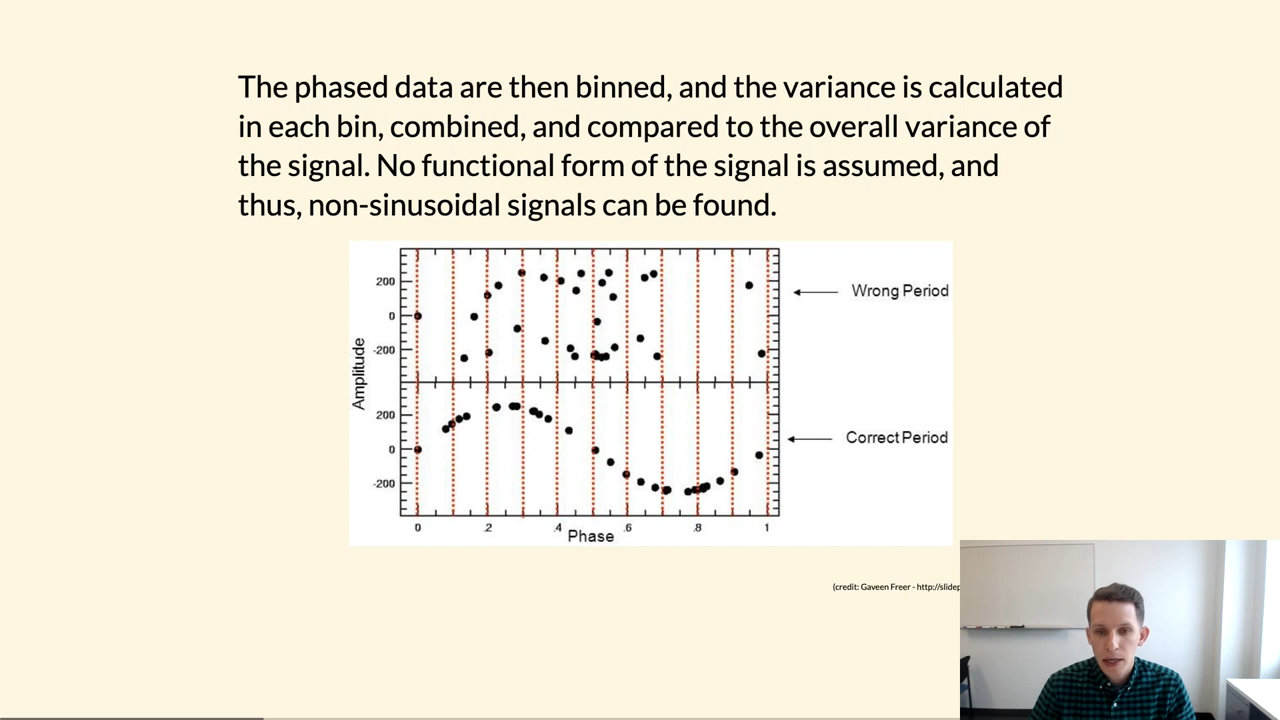 The phased data are then binned, and the variance is calculated
in each bin, combined, and compared to the overall variance of
the signal. No functional form of the signal is assumed, and
thus, non-sinusoidal signals can be found.
200
0
-200
Wrong Period
Amplitude
200
0
-200
Correct Period
0 .2 .4 .6 .8 1
Phase
(credit: Gaveen Freer - http://slidep